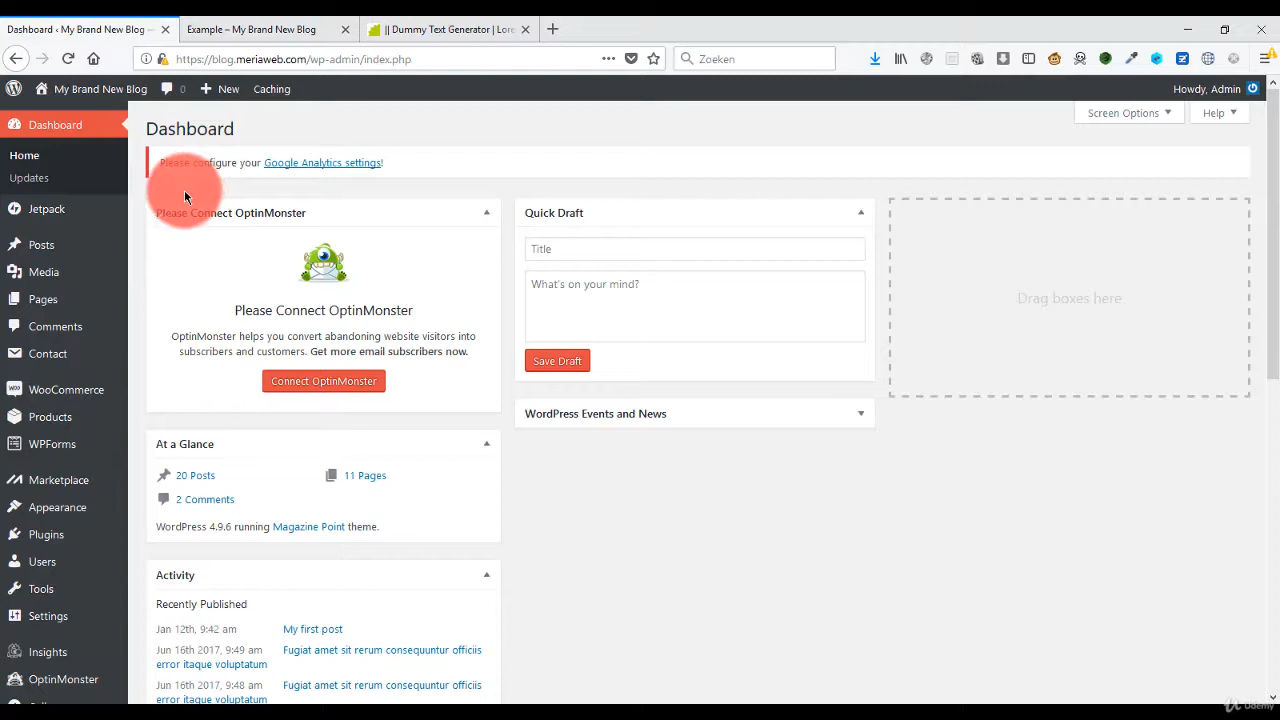 Dashboard ‹ My Brand New Blog —
Example – My Brand New Blog
|| Dummy Text Generator | Lore
https://blog.meriaweb.com/wp-admin/index.php
Zoeken
My Brand New Blog
0
New
Caching
Howdy, Admin
Dashboard
Home
Updates
Jetpack
Posts
Media
Pages
Comments
Contact
WooCommerce
Products
WPForms
Marketplace
Appearance
Plugins
Users
Tools
Settings
Insights
OptinMonster
Dashboard
Screen Options
Help
Please configure your Google Analytics settings!
Please Connect OptinMonster
Please Connect OptinMonster
OptinMonster helps you convert abandoning website visitors into
subscribers and customers. Get more email subscribers now.
Connect OptinMonster
At a Glance
20 Posts
11 Pages
2 Comments
WordPress 4.9.6 running Magazine Point theme.
Activity
Recently Published
Jan 12th, 9:42 am My first post
Jun 16th 2017, 9:49 am Fugiat amet sit rerum consequuntur officiis
error itaque voluptatum
Jun 16th 2017, 9:48 am Fugiat amet sit rerum consequuntur officiis
error itaque voluptatum
Quick Draft
Title
What's on your mind?
Save Draft
WordPress Events and News
Drag boxes here
Udemy